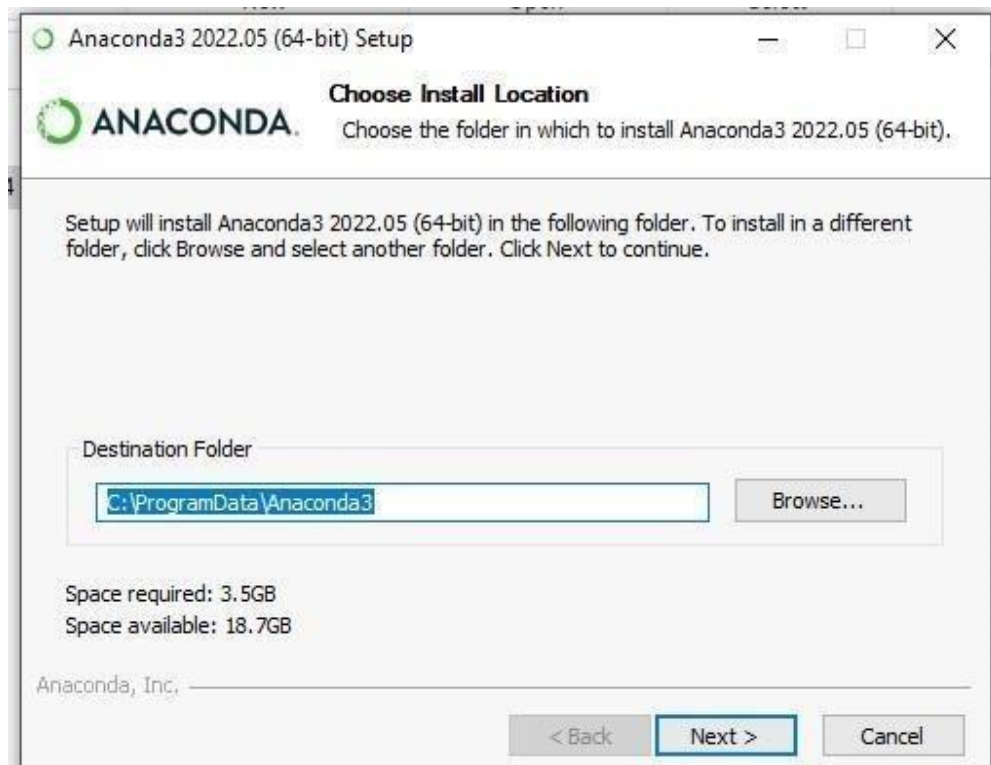 Anaconda3 2022.05 (64-bit) Setup
ANACONDA.
Choose Install Location
Choose the folder in which to install Anaconda3 2022.05 (64-bit).
Setup will install Anaconda3 2022.05 (64-bit) in the following folder. To install in a different
folder, click Browse and select another folder. Click Next to continue.
Destination Folder
C:\ProgramData\Anaconda3
Browse...
Space required: 3.5GB
Space available: 18.7GB
Anaconda, Inc.
< Back
Next >
Cancel